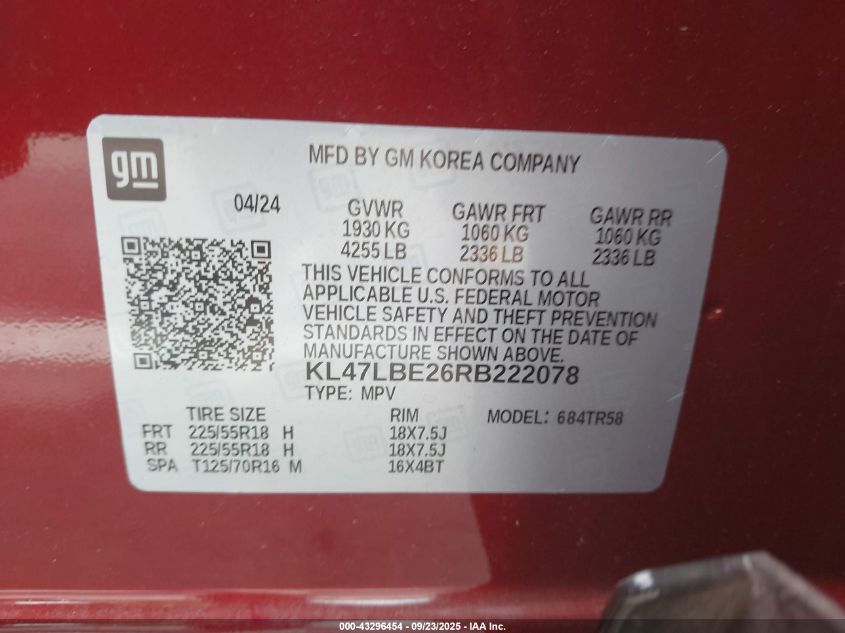 gm
MFD BY GM KOREA COMPANY
04/24
GVWR GAWR FRT GAWR RR
1930 KG 1060 KG 1060 KG
4255 LB 2336 LB 2336 LB
THIS VEHICLE CONFORMS TO ALL
APPLICABLE U.S. FEDERAL MOTOR
VEHICLE SAFETY AND THEFT PREVENTION
STANDARDS IN EFFECT ON THE DATE OF
MANUFACTURE SHOWN ABOVE.
KL47LBE26RB222078
TYPE: MPV
TIRE SIZE RIM MODEL: 684TR58
FRT 225/55R18 H 18X7.5J
RR 225/55R18 H 18X7.5J
SPA T125/70R16 M 16X4BT
000-43296454 - 09/23/2025 - IAA Inc.